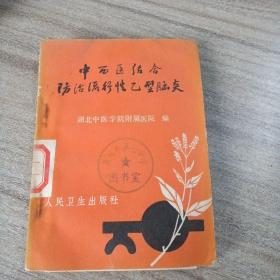 中西医结合
防治流行性乙型脑炎
湖北中医学院附属医院 编
图书室
人民卫生出版社